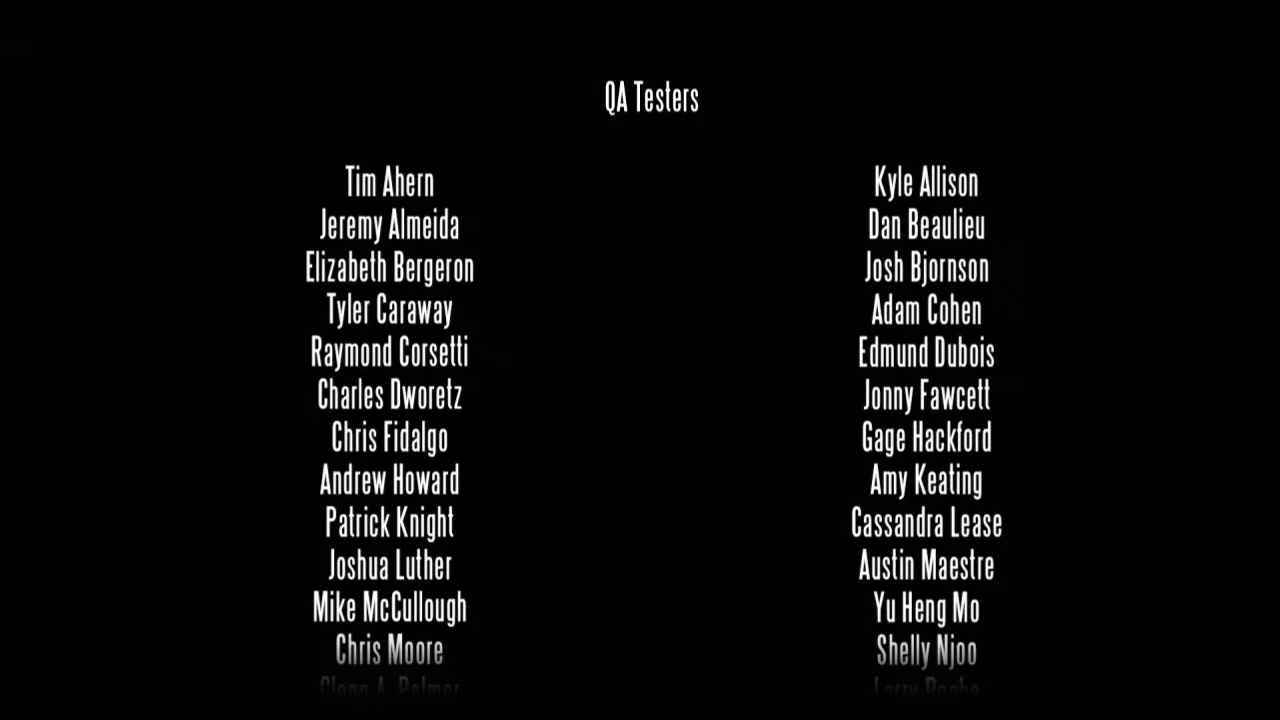 QA Testers
Tim Ahern
Kyle Allison
Jeremy Almeida
Dan Beaulieu
Elizabeth Bergeron
Josh Bjornson
Tyler Caraway
Adam Cohen
Raymond Corsetti
Edmund Dubois
Charles Dworetz
Jonny Fawcett
Chris Fidalgo
Gage Hackford
Andrew Howard
Amy Keating
Patrick Knight
Cassandra Lease
Joshua Luther
Austin Maestre
Mike McCullough
Yu Heng Mo
Chris Moore
Shelly Njoo